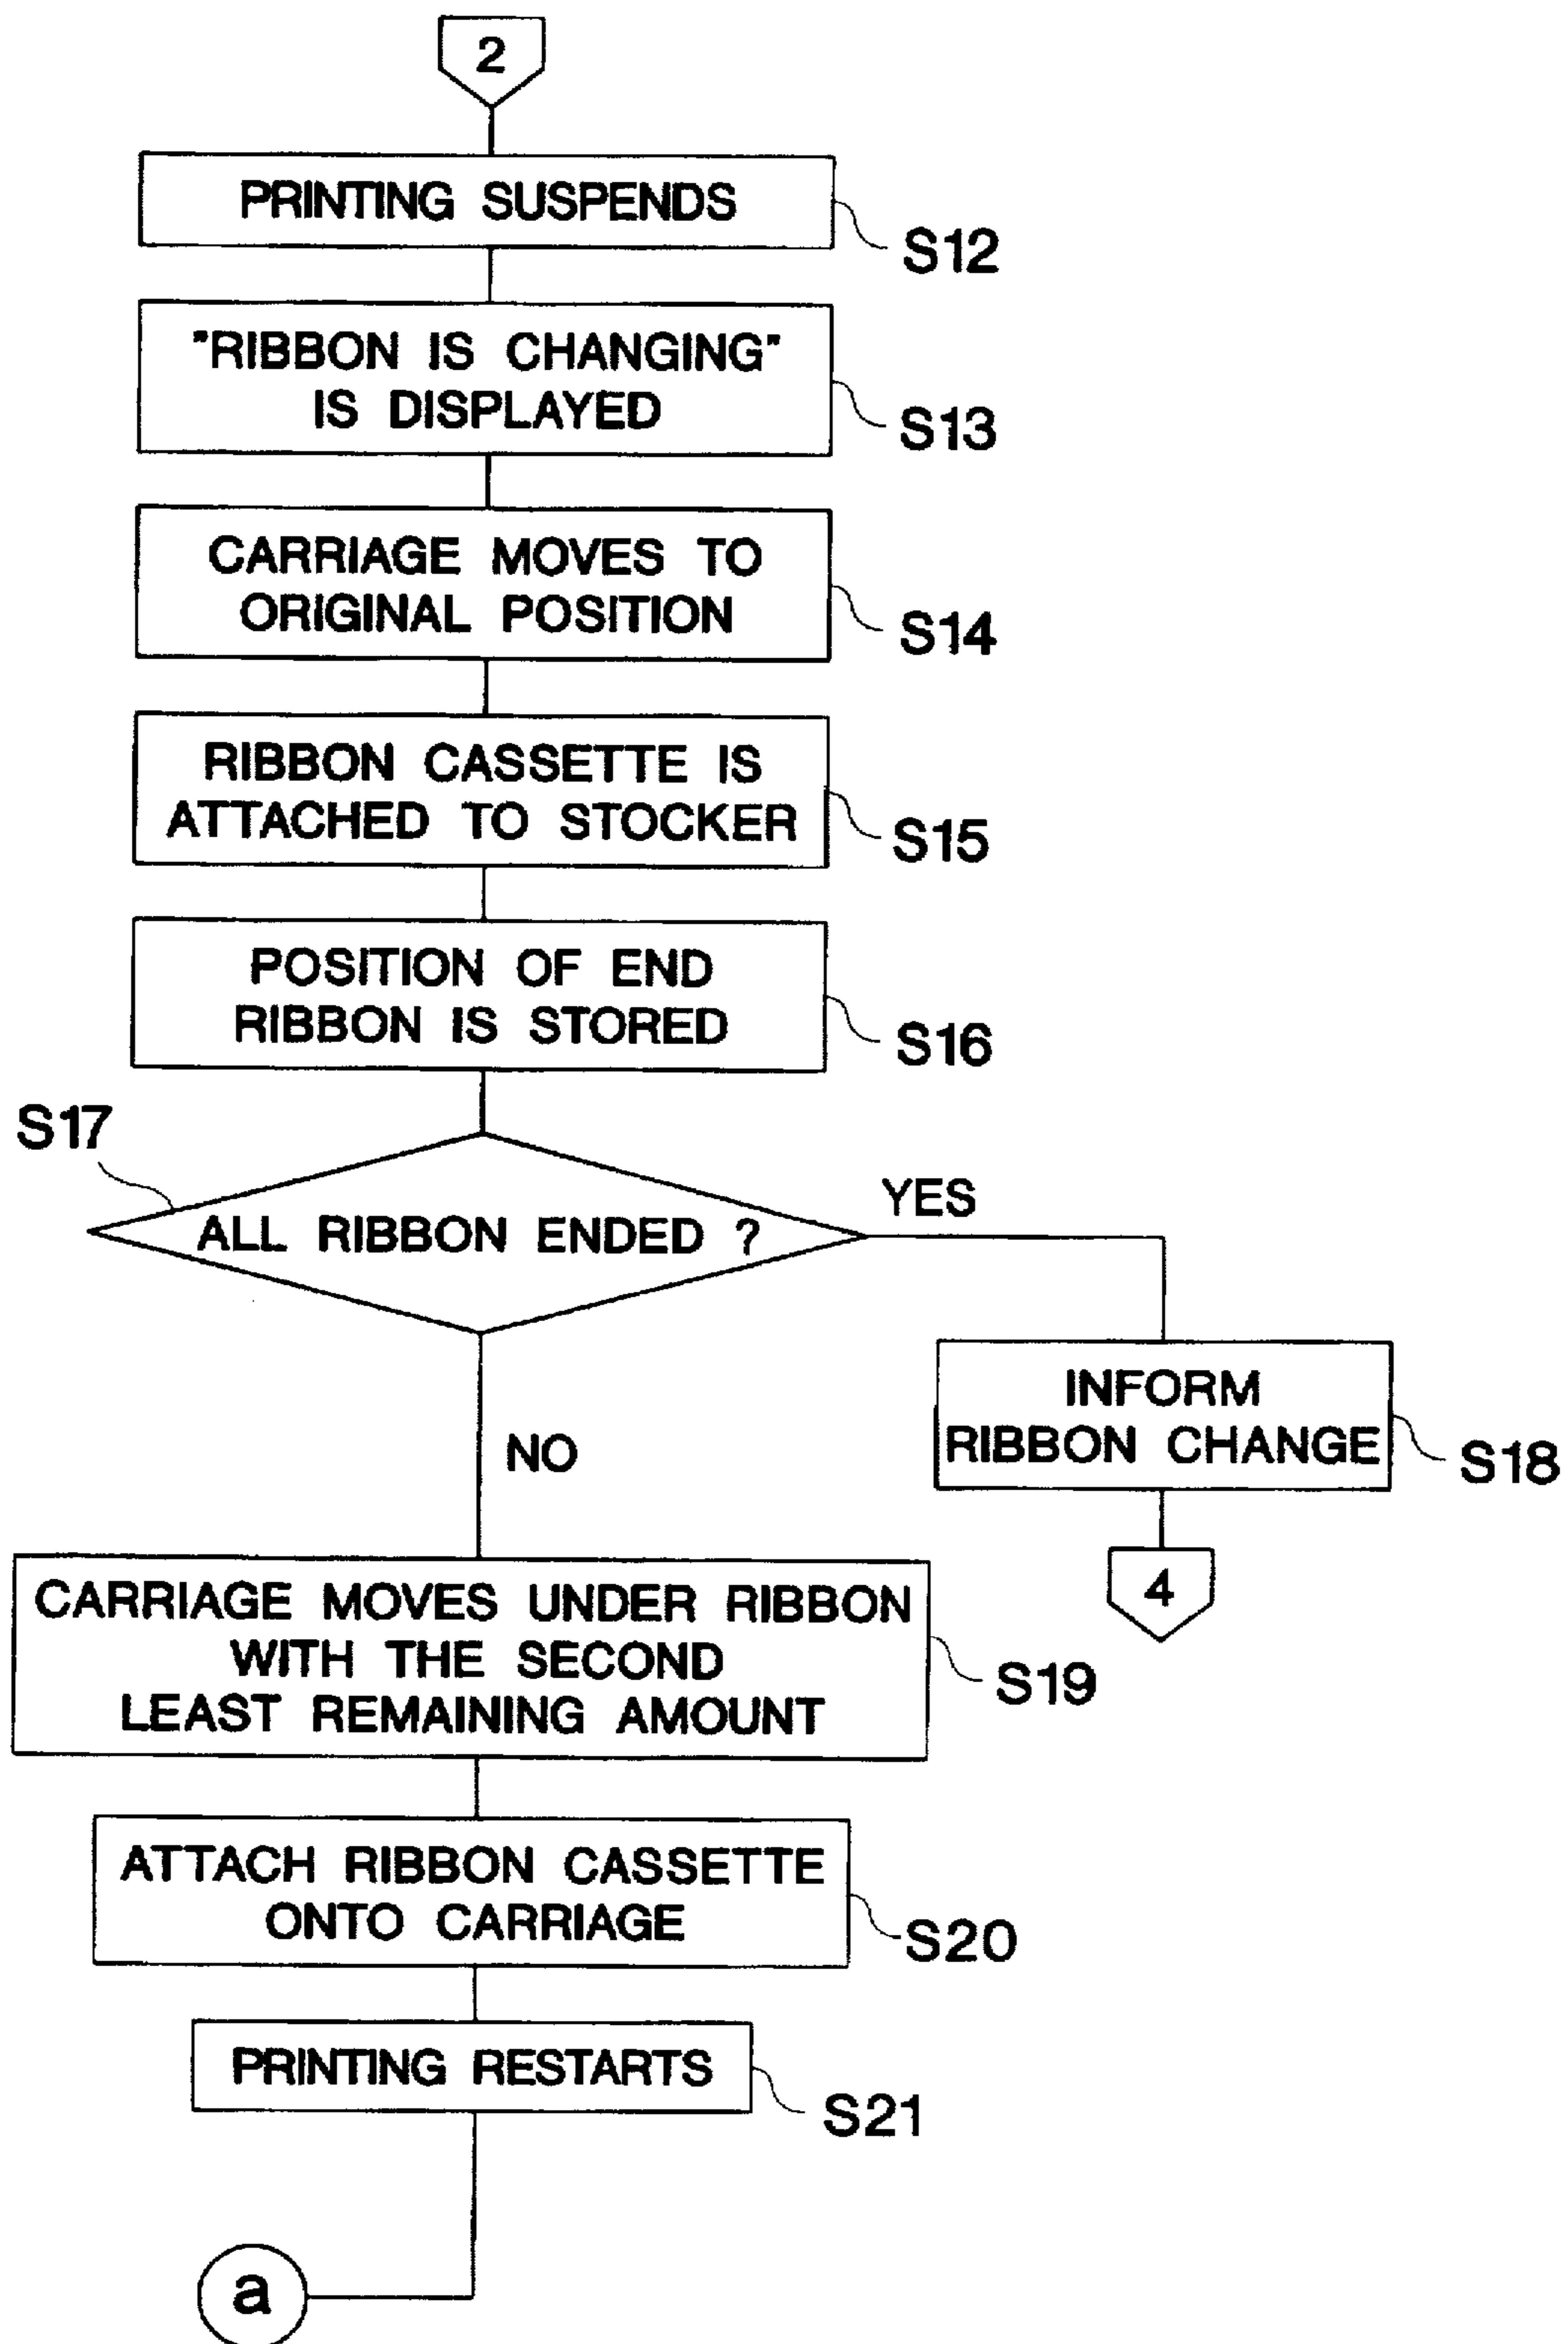 2
PRINTING SUSPENDS
S12
"RIBBON IS CHANGING"
IS DISPLAYED
S13
CARRIAGE MOVES TO
ORIGINAL POSITION
S14
RIBBON CASSETTE IS
ATTACHED TO STOCKER
S15
POSITION OF END
RIBBON IS STORED
S16
S17
ALL RIBBON ENDED ?
YES
NO
INFORM
RIBBON CHANGE
S18
4
CARRIAGE MOVES UNDER RIBBON
WITH THE SECOND
LEAST REMAINING AMOUNT
S19
ATTACH RIBBON CASSETTE
ONTO CARRIAGE
S20
PRINTING RESTARTS
S21
a